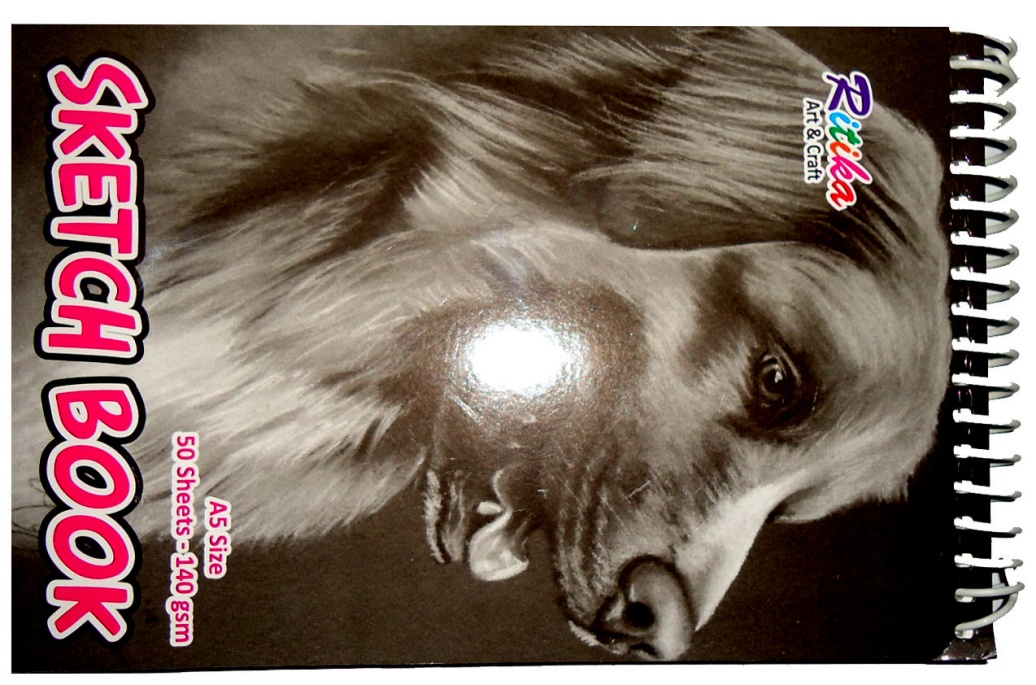 Ritika
Art & Craft
A5 Size
50 Sheets - 140 gsm
SKETCH BOOK